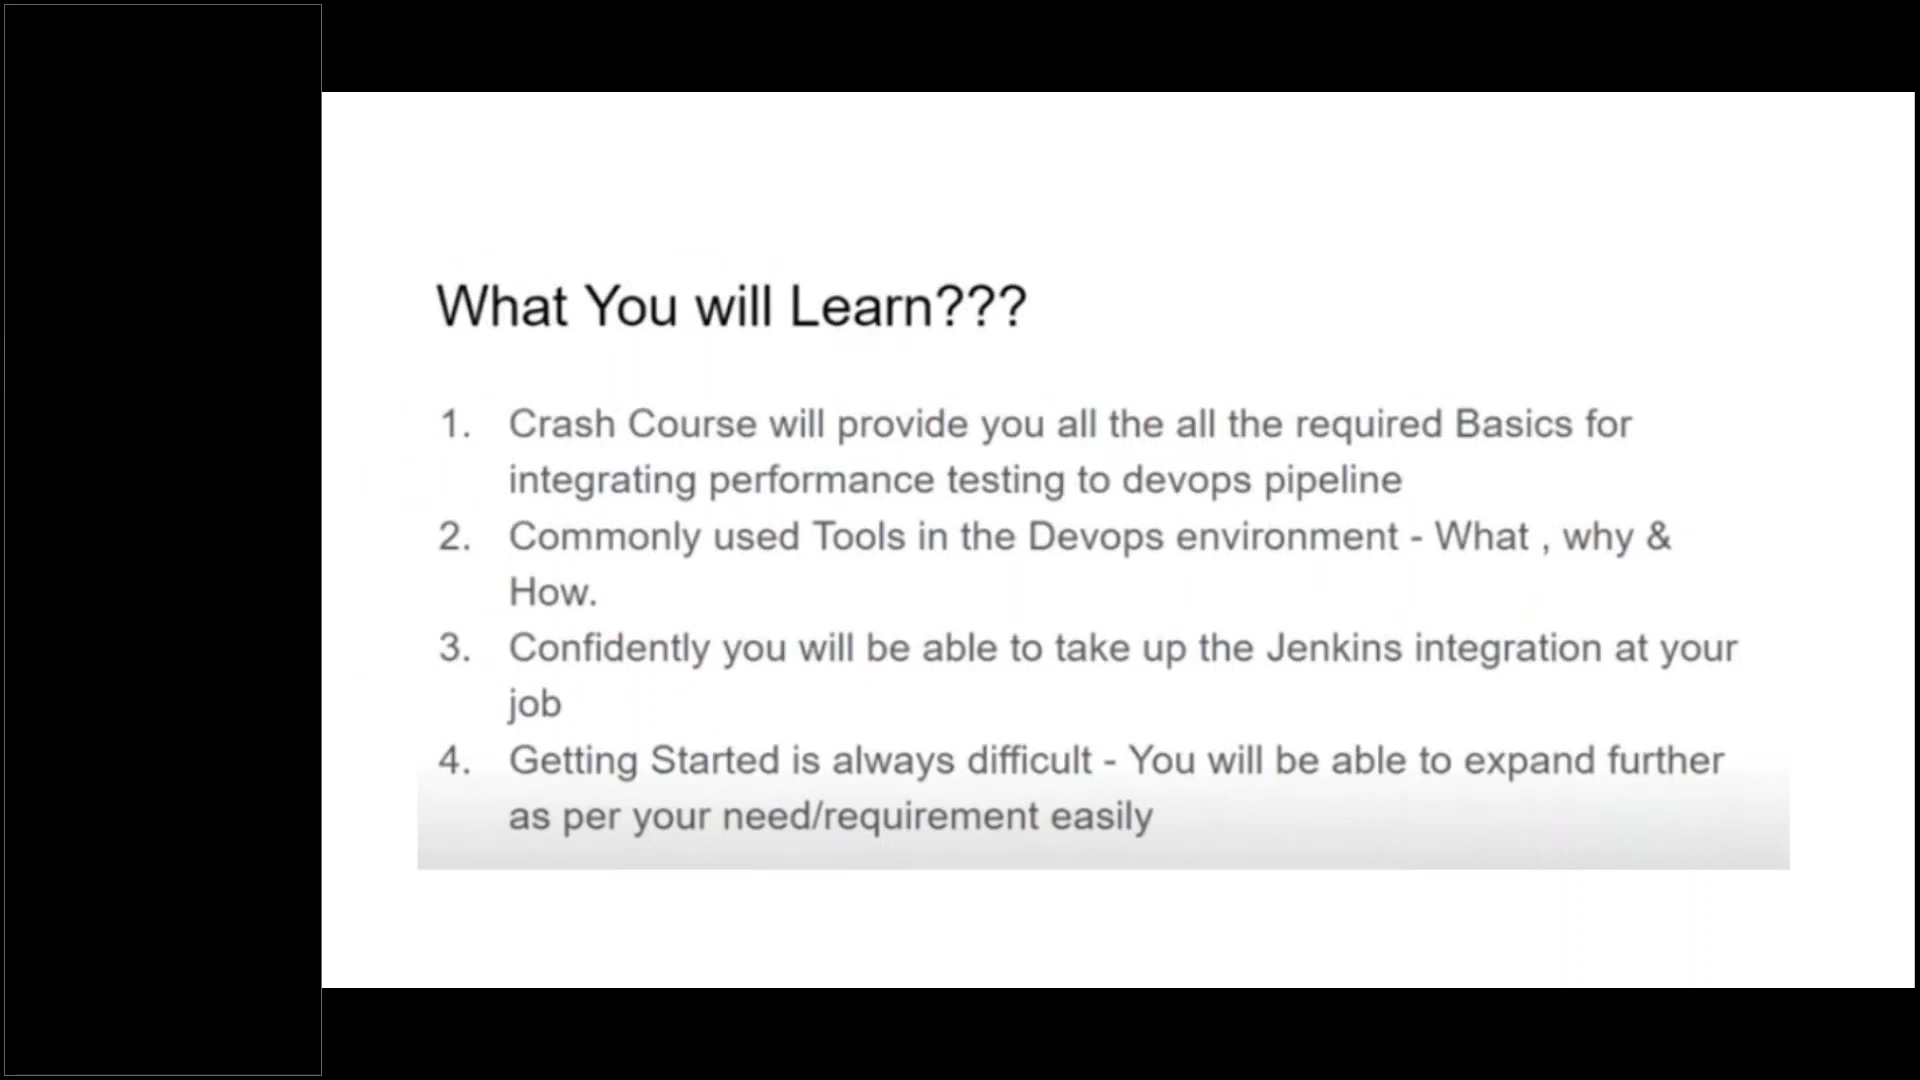 What You will Learn???
1. Crash Course will provide you all the all the required Basics for
integrating performance testing to devops pipeline
2. Commonly used Tools in the Devops environment - What , why &
How.
3. Confidently you will be able to take up the Jenkins integration at your
job
4. Getting Started is always difficult - You will be able to expand further
as per your need/requirement easily